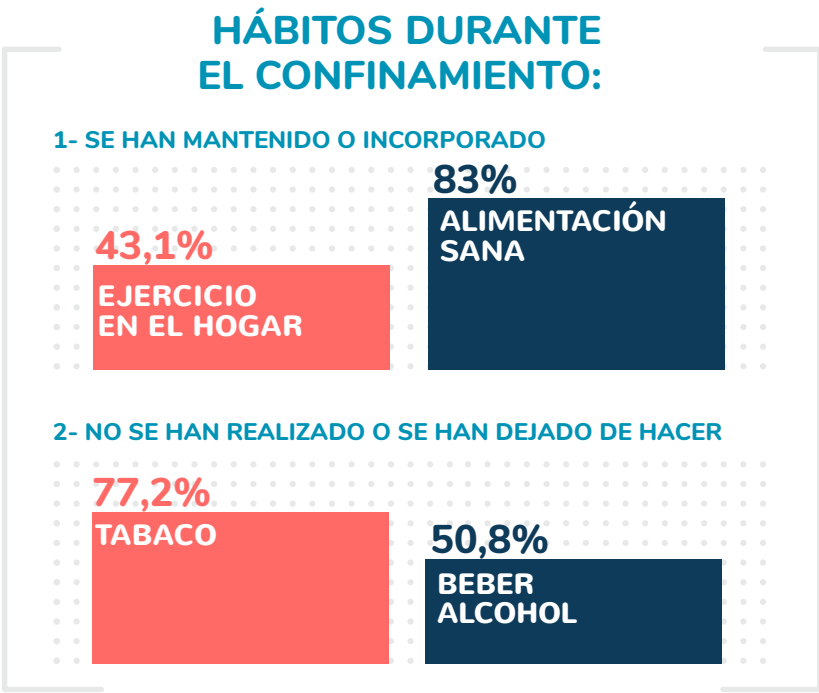 HÁBITOS DURANTE
EL CONFINAMIENTO:
1- SE HAN MANTENIDO O INCORPORADO
43,1%
EJERCICIO
EN EL HOGAR
83%
ALIMENTACIÓN
SANA
2- NO SE HAN REALIZADO O SE HAN DEJADO DE HACER
77,2%
TABACO
50,8%
BEBER
ALCOHOL